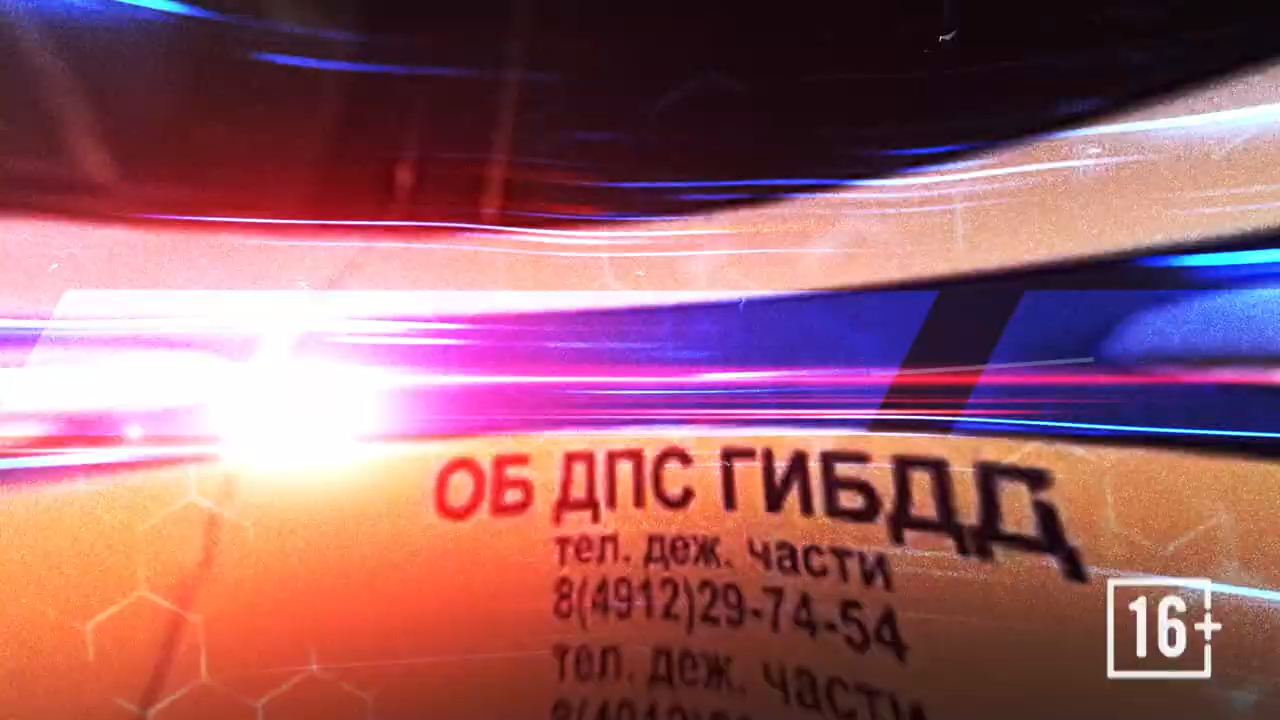 ОБ ДПС ГИБДД
тел. деж. части
8(4912)29-74-54
тел. деж. части
16+